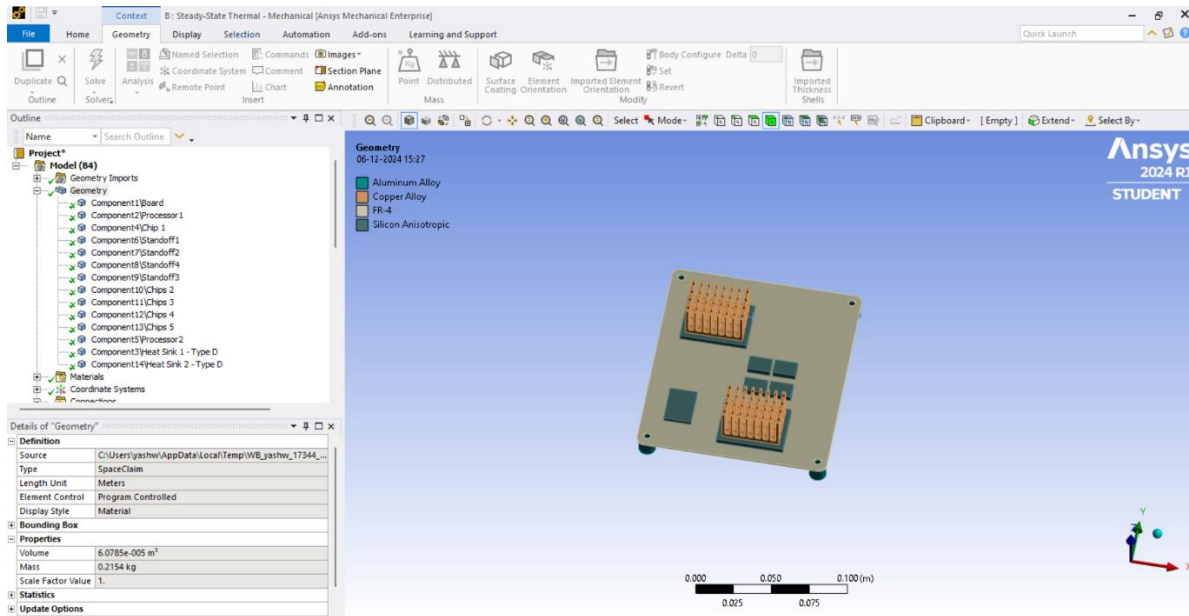 Context B : Steady-State Thermal - Mechanical [Ansys Mechanical Enterprise]
File Home Geometry Display Selection Automation Add-ons Learning and Support Quick Launch
Duplicate
Outline
Solve
Solvers
Analysis
Named Selection Commands Images
Coordinate System Comment Section Plane
Remote Point Chart Annotation
Insert
Kg
Point Distributed
Mass
Surface Coating
Element Orientation
Imported Element Orientation
Body Configure Delta 0
Set
Revert
Modify
Imported Thickness
Shells
Outline
Name Search Outline
Project*
Model (B4)
Geometry Imports
Geometry
Component1\Board
Component2\Processor1
Component4\Chip 1
Component6\Standoff1
Component7\Standoff2
Component8\Standoff4
Component9\Standoff3
Component10\Chips 2
Component11\Chips 3
Component12\Chips 4
Component13\Chips 5
Component5\Processor2
Component3\Heat Sink 1 - Type D
Component14\Heat Sink 2 - Type D
Materials
Coordinate Systems
Connections
Details of "Geometry"
Definition
Source C:\Users\yashw\AppData\Local\Temp\WB_yashw_17344_...
Type SpaceClaim
Length Unit Meters
Element Control Program Controlled
Display Style Material
Bounding Box
Properties
Volume 6.0785e-005 m³
Mass 0.2154 kg
Scale Factor Value 1.
Statistics
Update Options
Select Mode Clipboard [Empty] Extend Select By
Geometry
06-12-2024 15:27
Aluminum Alloy
Copper Alloy
FR-4
Silicon Anisotropic
Ansys
2024 R1
STUDENT
0.000 0.050 0.100 (m)
0.025 0.075
Y
Z
X